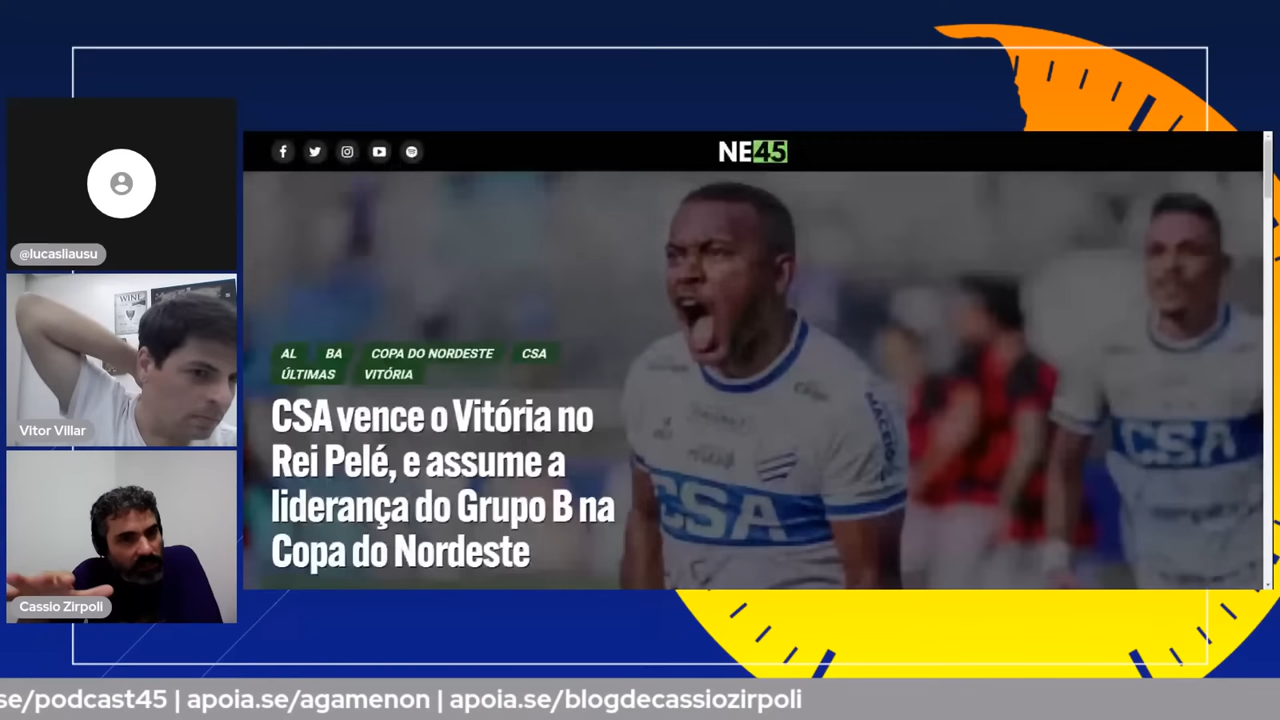 NE45
@lucasliausu
WINE
Vitor Villar
Cassio Zirpoli
AL BA COPA DO NORDESTE CSA
ÚLTIMAS VITÓRIA
CSA vence o Vitória no
Rei Pelé, e assume a
liderança do Grupo B na
Copa do Nordeste
MACEIÓ
CSA
CSA
se/podcast45 | apoia.se/agamenon | apoia.se/blogdecassiozirpoli